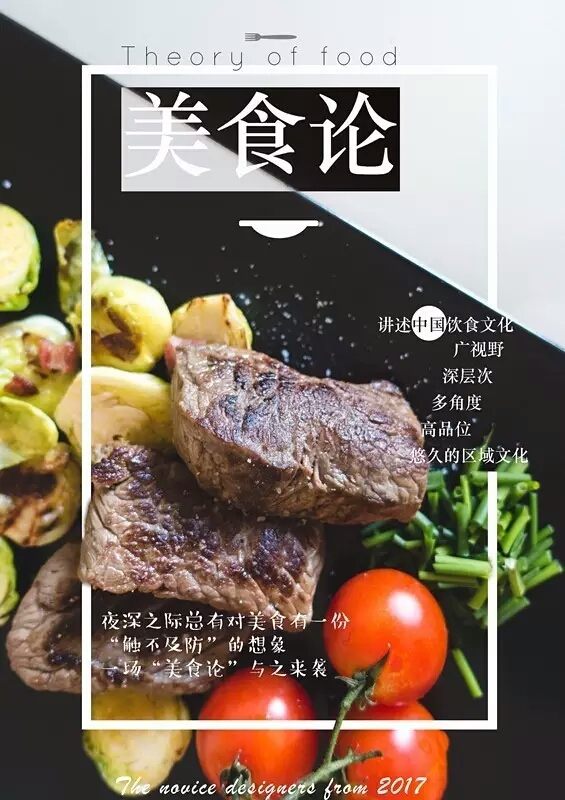 Theory of food
美食论
讲述中国饮食文化
广视野
深层次
多角度
高品位
悠久的区域文化
夜深之际总有对美食有一份
“触不及防”的想象
一场“美食论”与之来袭
The novice designers from 2017